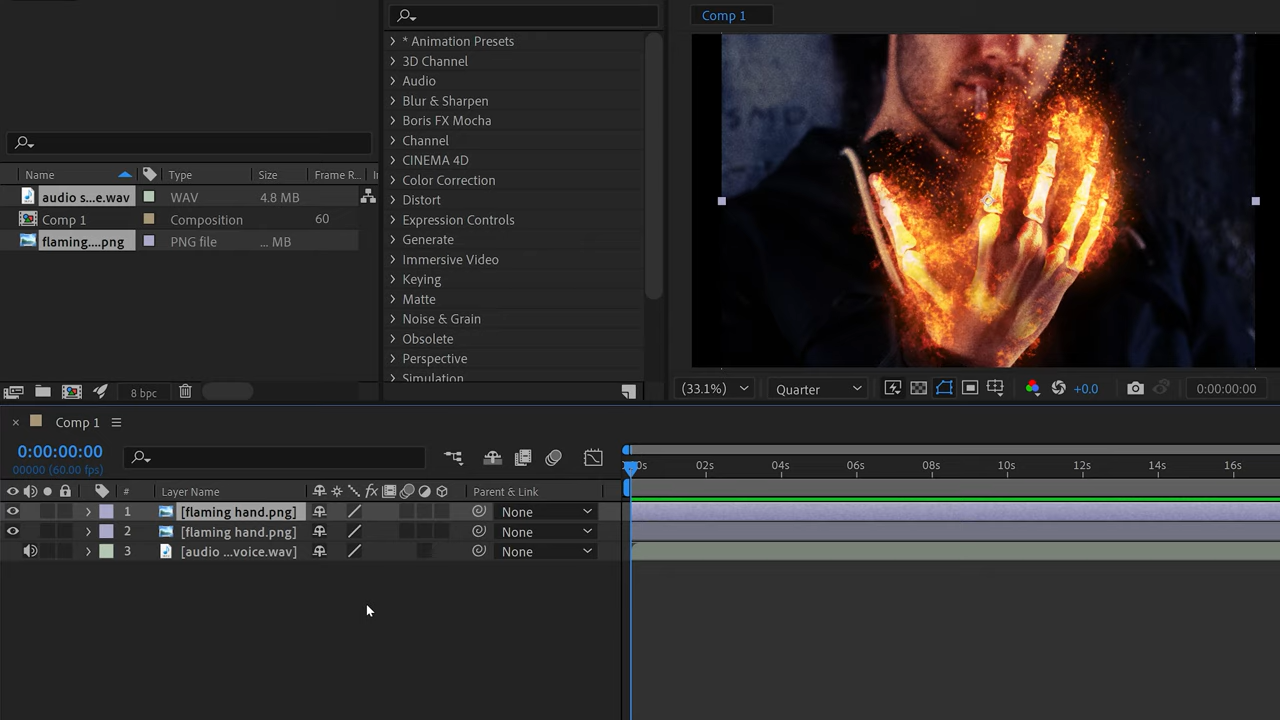 Comp 1
* Animation Presets
3D Channel
Audio
Blur & Sharpen
Boris FX Mocha
Channel
CINEMA 4D
Color Correction
Distort
Expression Controls
Generate
Immersive Video
Keying
Matte
Noise & Grain
Obsolete
Perspective
Simulation
Name Type Size Frame R... In
audio s...e.wav WAV 4.8 MB
Comp 1 Composition 60
flaming....png PNG file ... MB
8 bpc
(33.1%) Quarter +0.0 0:00:00:00
× Comp 1
0:00:00:00
00000 (60.00 fps)
# Layer Name fx Parent & Link
1 [flaming hand.png] None
2 [flaming hand.png] None
3 [audio ...voice.wav] None
00s 02s 04s 06s 08s 10s 12s 14s 16s